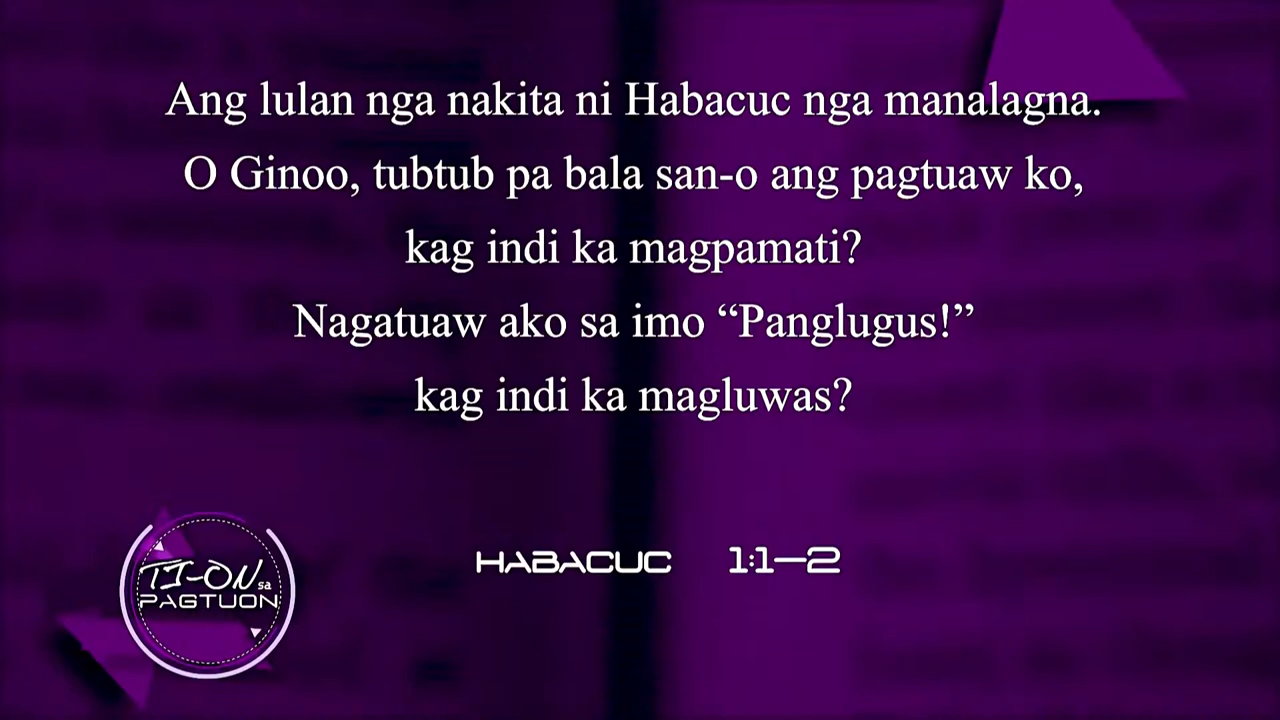 Ang lulan nga nakita ni Habacuc nga manalagna.
O Ginoo, tubtub pa bala san-o ang pagtuaw ko,
kag indi ka magpamati?
Nagatuaw ako sa imo “Panglugus!”
kag indi ka magluwas?
HABACUC 1:1–2
TI-ON sa
PAGTUON